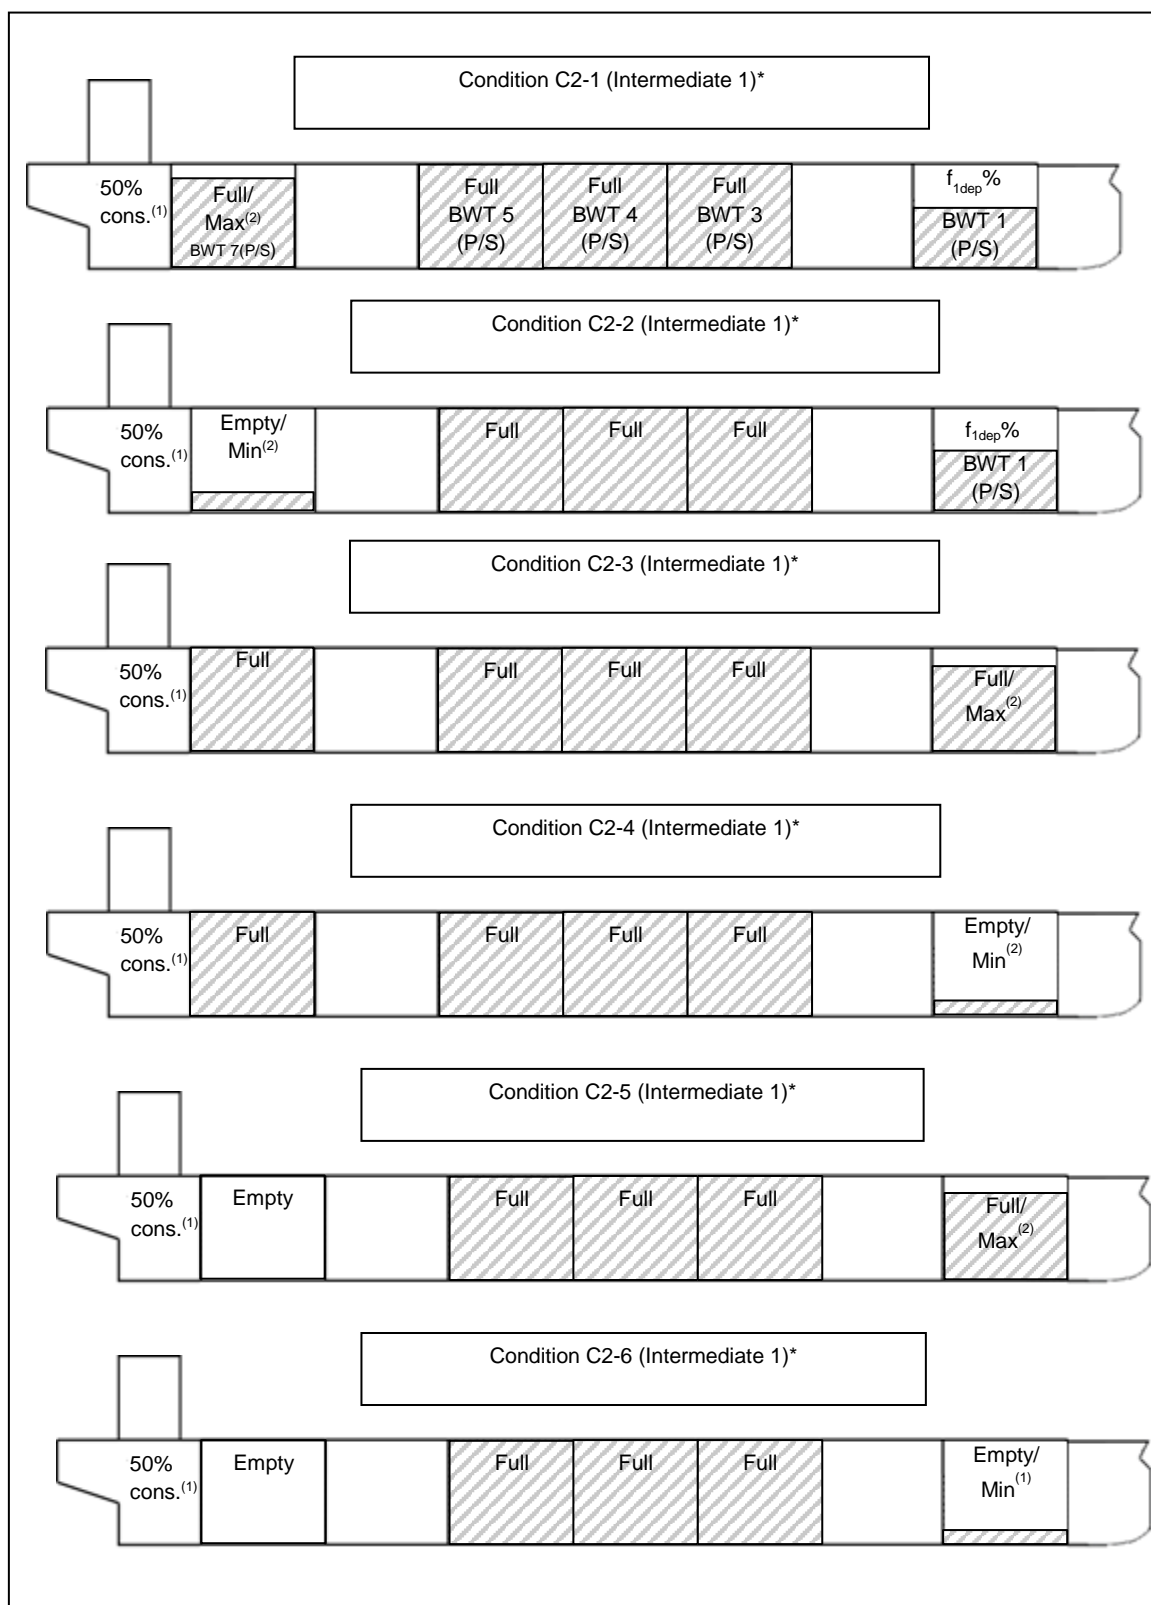 Condition C2-1 (Intermediate 1)*
50%
cons.(1)
Full/
Max(2)
BWT 7(P/S)
Full
BWT 5
(P/S)
Full
BWT 4
(P/S)
Full
BWT 3
(P/S)
f1dep%
BWT 1
(P/S)
Condition C2-2 (Intermediate 1)*
50%
cons.(1)
Empty/
Min(2)
Full
Full
Full
f1dep%
BWT 1
(P/S)
Condition C2-3 (Intermediate 1)*
50%
cons.(1)
Full
Full
Full
Full
Full/
Max(2)
Condition C2-4 (Intermediate 1)*
50%
cons.(1)
Full
Full
Full
Full
Empty/
Min(2)
Condition C2-5 (Intermediate 1)*
50%
cons.(1)
Empty
Full
Full
Full
Full/
Max(2)
Condition C2-6 (Intermediate 1)*
50%
cons.(1)
Empty
Full
Full
Full
Empty/
Min(1)